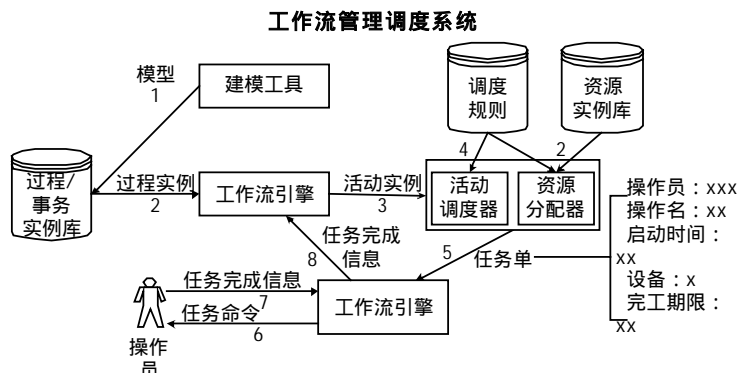 工作流管理调度系统
模型
1
建模工具
调度
规则
资源
实例库
过程/
事务
实例库
过程实例
2
工作流引擎
活动实例
3
4
2
活动
调度器
资源
分配器
操作员：xxx
操作名：xx
启动时间：
xx
设备：x
完工期限：
xx
任务完成
信息
8
5
任务单
任务完成信息
7
任务命令
6
工作流引擎
操作
员